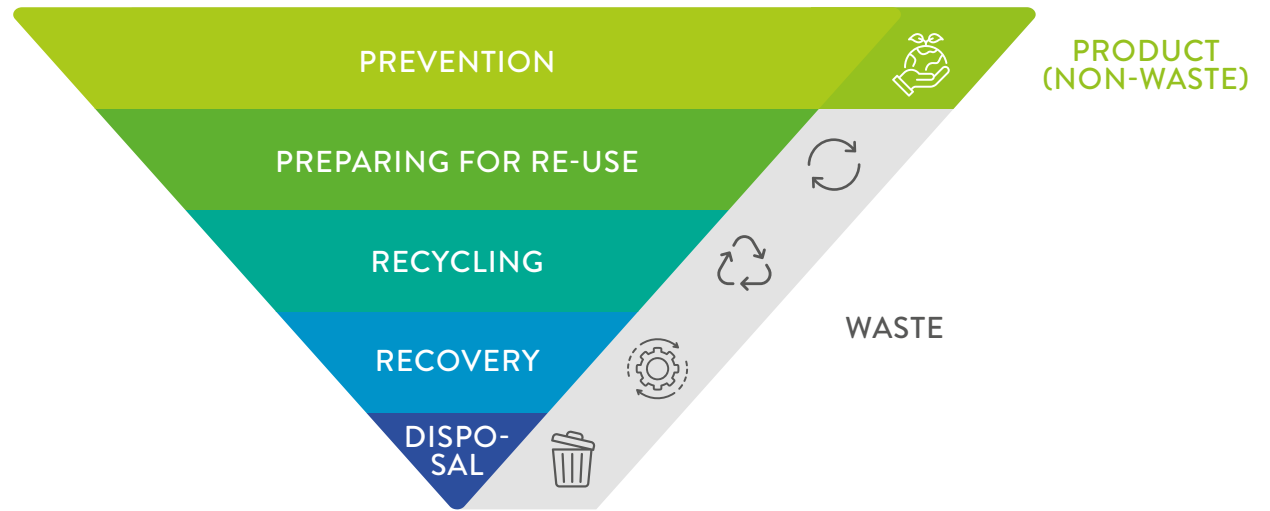 PREVENTION
PRODUCT
(NON-WASTE)
PREPARING FOR RE-USE
RECYCLING
WASTE
RECOVERY
DISPO-
SAL